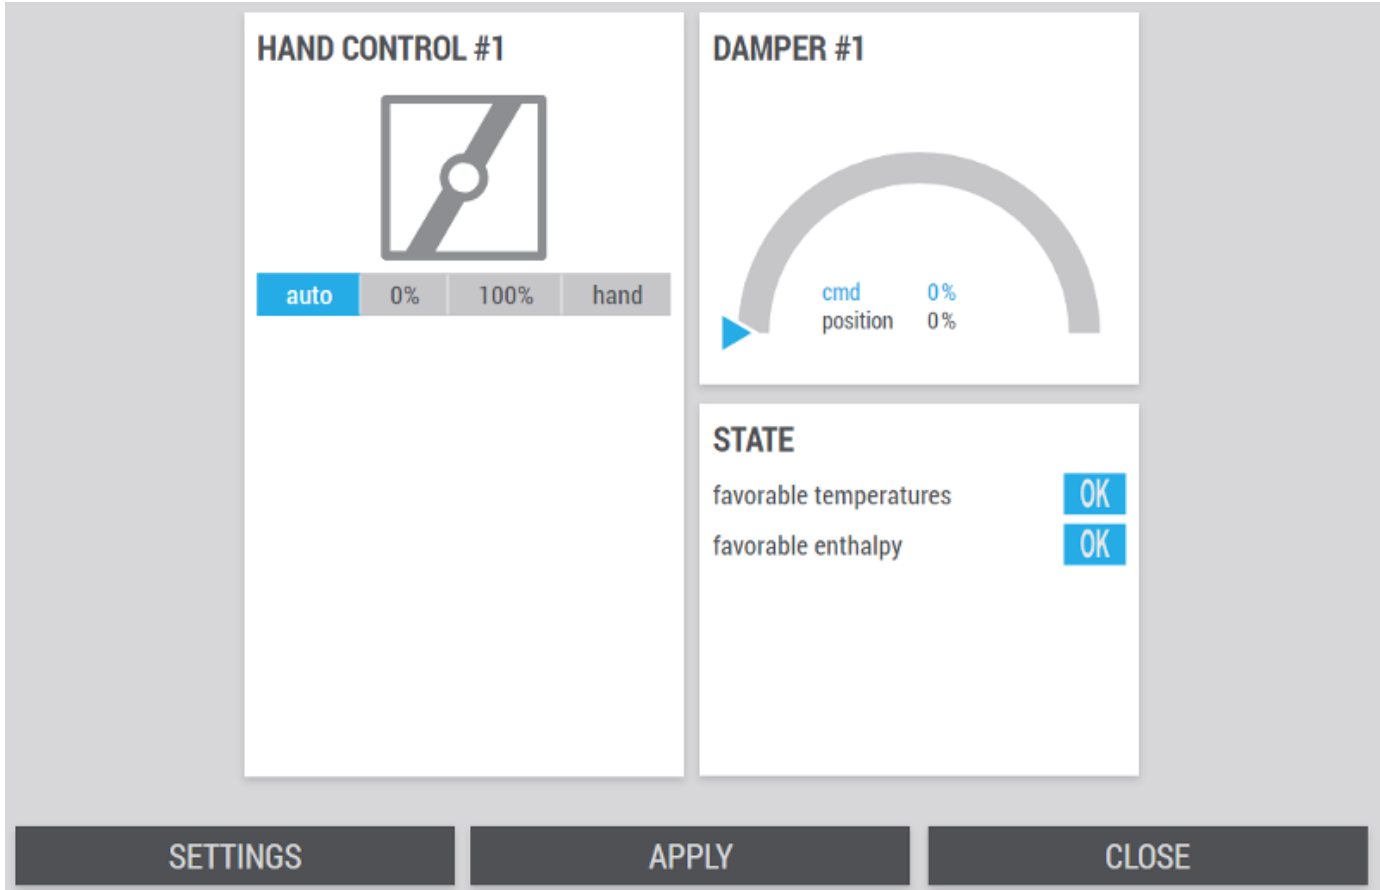 HAND CONTROL #1
auto 0% 100% hand
DAMPER #1
cmd 0%
position 0%
STATE
favorable temperatures OK
favorable enthalpy OK
SETTINGS APPLY CLOSE